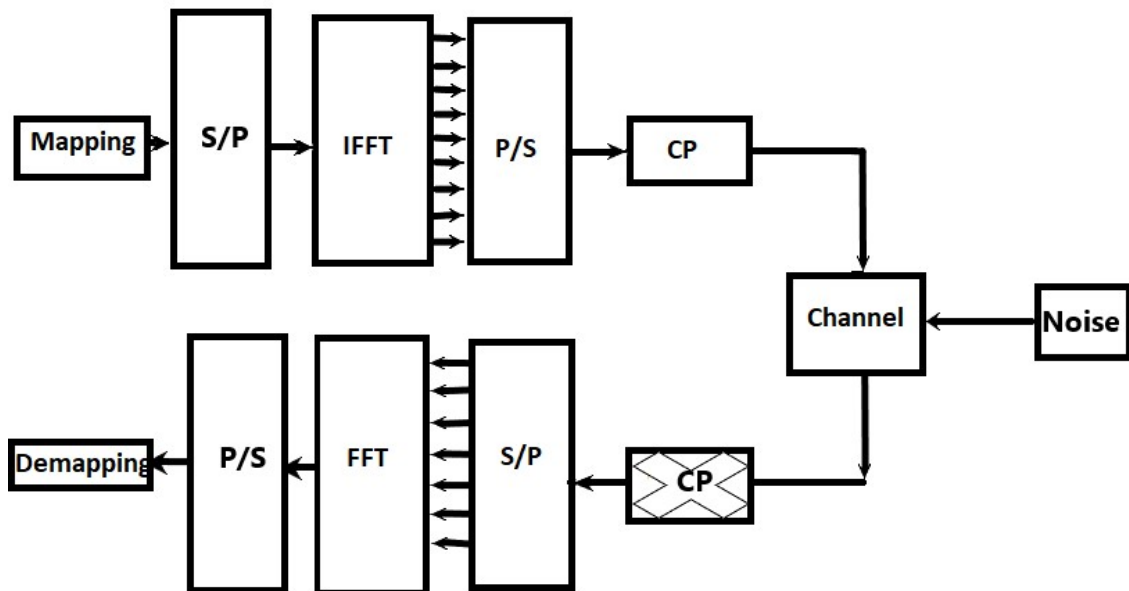 Mapping
S/P
IFFT
P/S
CP
Channel
Noise
Demapping
P/S
FFT
S/P
CP